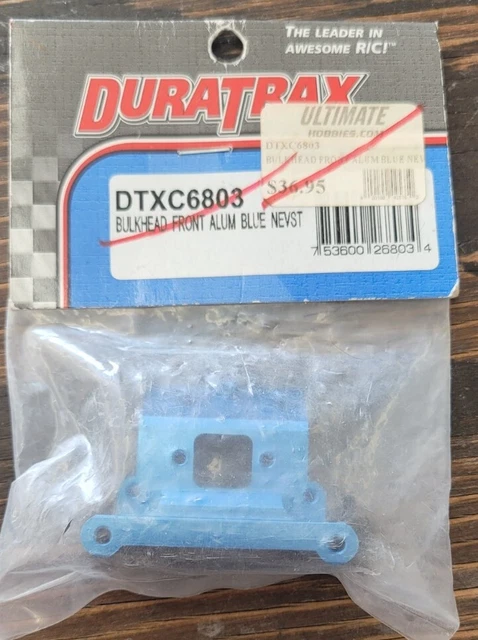 THE LEADER IN
AWESOME R/C!™
DURATRAX
ULTIMATE
HOBBIES.COM
DTXC6803
BULKHEAD FRONT ALUM BLUE NEV
$36.95
DTXC6803
BULKHEAD FRONT ALUM BLUE NEVST
7 53600 26803 4